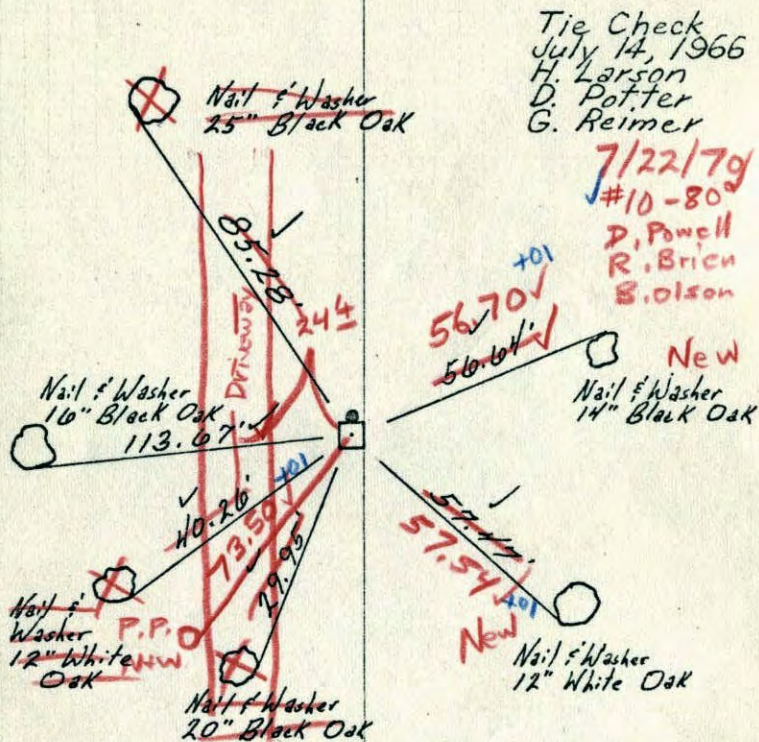 Tie Check
July 14, 1966
H. Larson
D. Potter
G. Reimer
7/22/79
#10-80
D. Powell
R. Brien
B. Olson
Nail & Washer
25" Black Oak
85.28'
24 4
Driveway
+01
56.70
56.64'
New
Nail & Washer
14" Black Oak
Nail & Washer
16" Black Oak
113.67'
+01
40.26'
73.50
29.95
57.47'
57.54
+01
New
Nail &
Washer
12" White
Oak
P.P.
New
Nail & Washer
20" Black Oak
Nail & Washer
12" White Oak